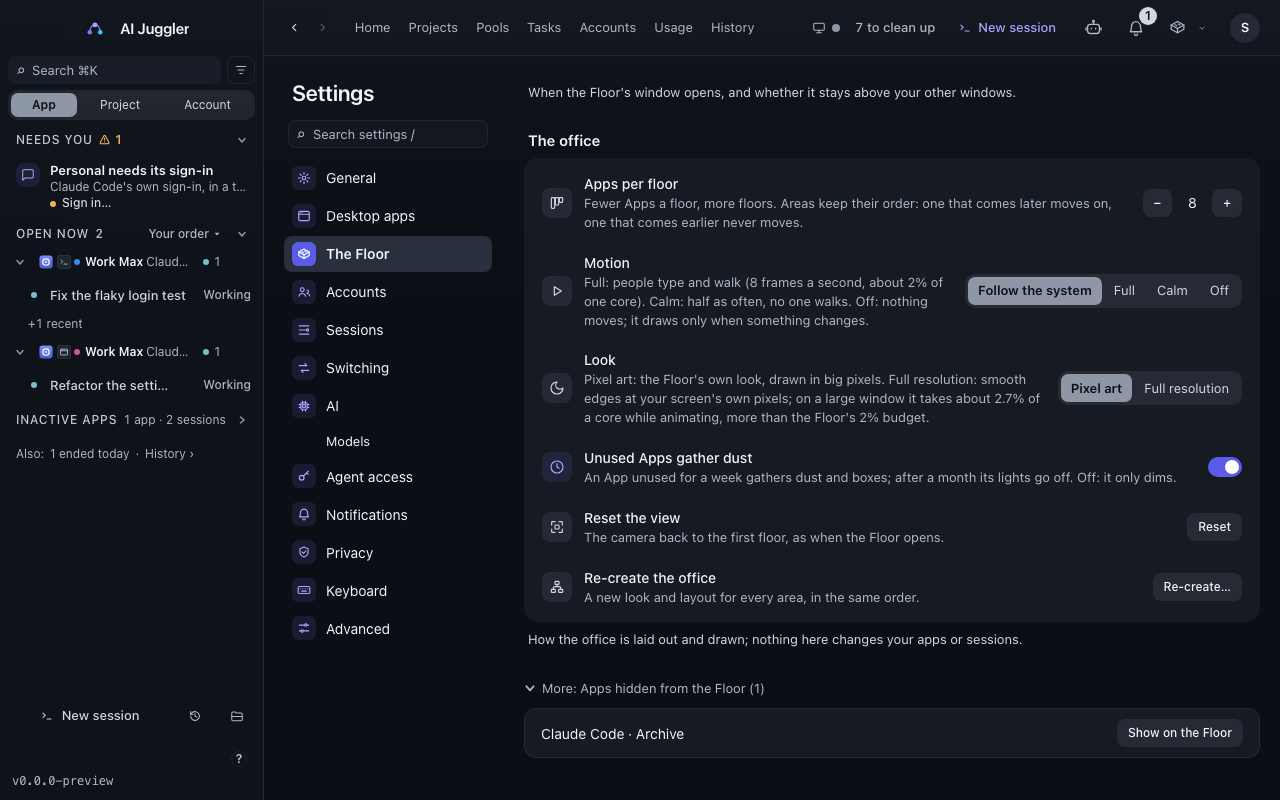 AI Juggler
Search ⌘K
App
Project
Account
NEEDS YOU
1
Personal needs its sign-in
Claude Code's own sign-in, in a t...
Sign in...
OPEN NOW 2
Your order
Work Max Claud...
1
Fix the flaky login test
Working
+1 recent
Work Max Claud...
1
Refactor the setti...
Working
INACTIVE APPS
1 app · 2 sessions
Also: 1 ended today · History ›
New session
?
v0.0.0-preview
Home
Projects
Pools
Tasks
Accounts
Usage
History
7 to clean up
New session
1
S
Settings
Search settings /
General
Desktop apps
The Floor
Accounts
Sessions
Switching
AI
Models
Agent access
Notifications
Privacy
Keyboard
Advanced
When the Floor's window opens, and whether it stays above your other windows.
The office
Apps per floor
Fewer Apps a floor, more floors. Areas keep their order: one that comes later moves on,
one that comes earlier never moves.
− 8 +
Motion
Full: people type and walk (8 frames a second, about 2% of
one core). Calm: half as often, no one walks. Off: nothing
moves; it draws only when something changes.
Follow the system
Full
Calm
Off
Look
Pixel art: the Floor's own look, drawn in big pixels. Full resolution: smooth
edges at your screen's own pixels; on a large window it takes about 2.7% of
a core while animating, more than the Floor's 2% budget.
Pixel art
Full resolution
Unused Apps gather dust
An App unused for a week gathers dust and boxes; after a month its lights go off. Off: it only dims.
Reset the view
The camera back to the first floor, as when the Floor opens.
Reset
Re-create the office
A new look and layout for every area, in the same order.
Re-create...
How the office is laid out and drawn; nothing here changes your apps or sessions.
More: Apps hidden from the Floor (1)
Claude Code · Archive
Show on the Floor